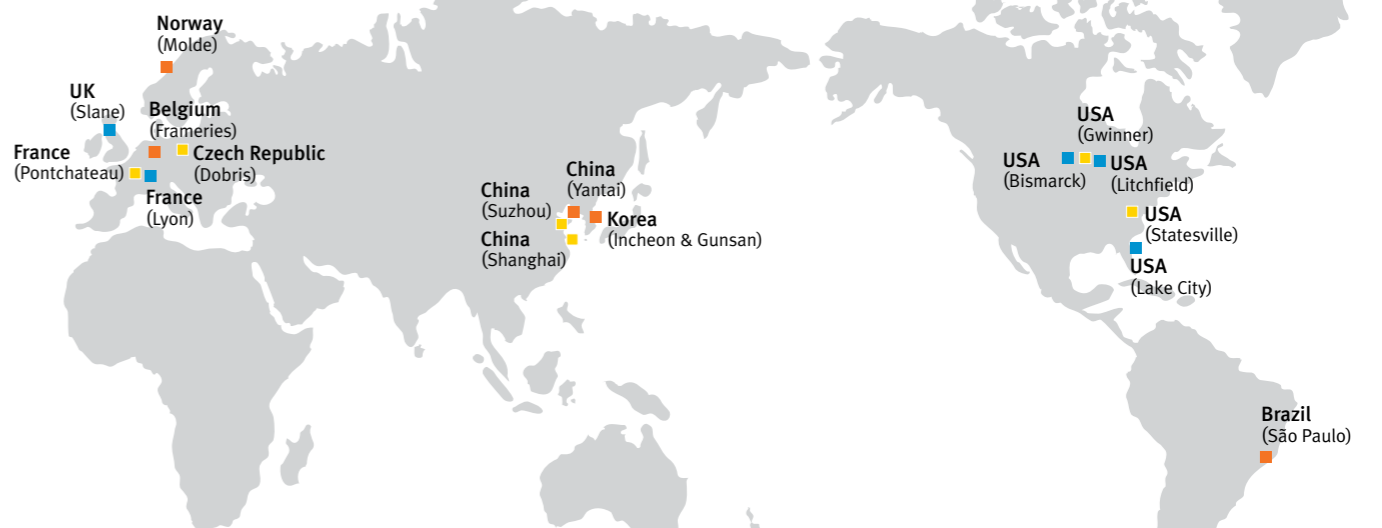 Norway
(Molde)
UK
(Slane)
Belgium
(Frameries)
France
(Pontchateau)
Czech Republic
(Dobris)
France
(Lyon)
China
(Yantai)
China
(Suzhou)
Korea
(Incheon & Gunsan)
China
(Shanghai)
USA
(Gwinner)
USA
(Bismarck)
USA
(Litchfield)
USA
(Statesville)
USA
(Lake City)
Brazil
(São Paulo)